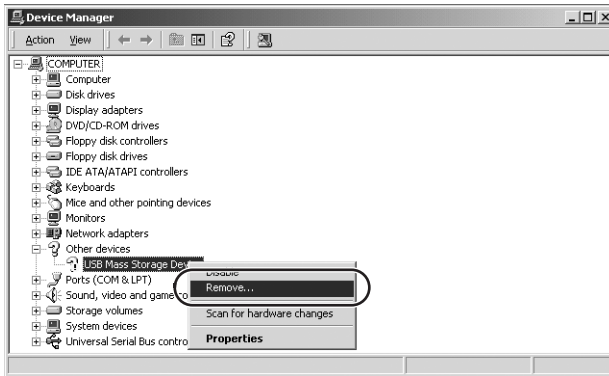 Device Manager
Action View
COMPUTER
Computer
Disk drives
Display adapters
DVD/CD-ROM drives
Floppy disk controllers
Floppy disk drives
IDE ATA/ATAPI controllers
Keyboards
Mice and other pointing devices
Monitors
Network adapters
Other devices
USB Mass Storage Dev
Disable
Ports (COM & LPT)
Remove...
Sound, video and game co
Scan for hardware changes
Storage volumes
System devices
Properties
Universal Serial Bus contro